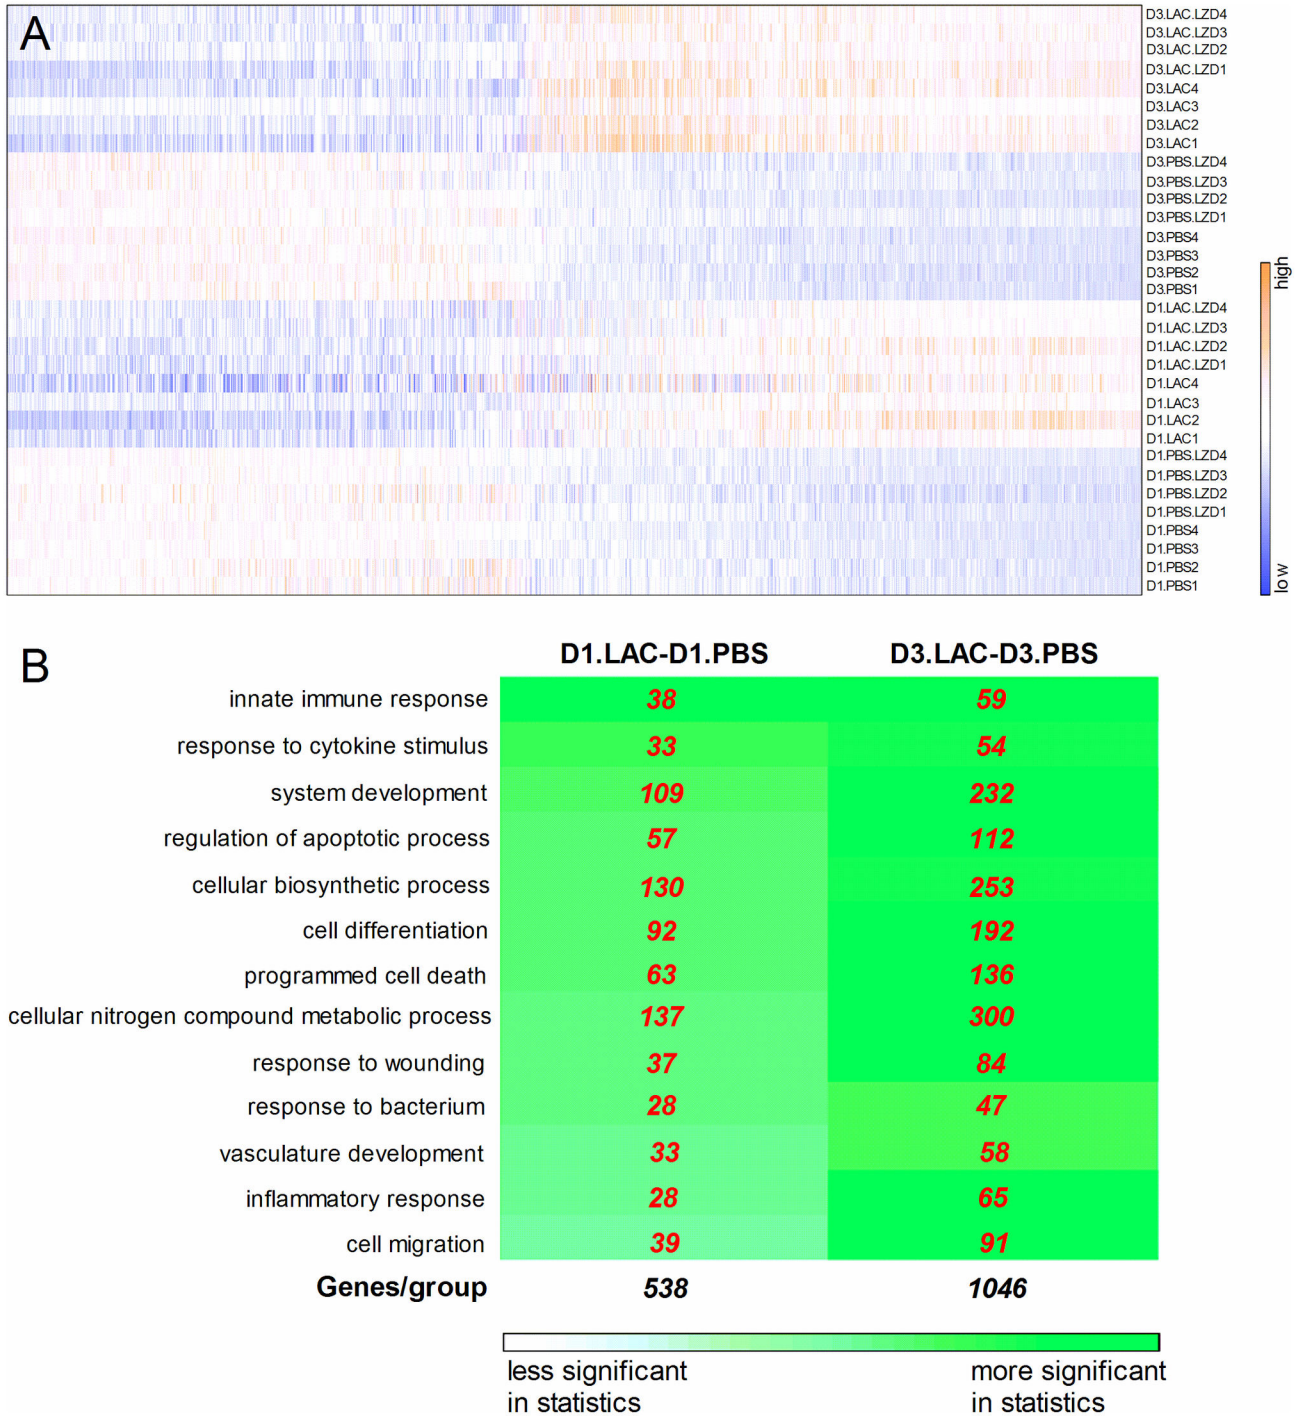 A
D3.LAC.LZD4
D3.LAC.LZD3
D3.LAC.LZD2
D3.LAC.LZD1
D3.LAC4
D3.LAC3
D3.LAC2
D3.LAC1
D3.PBS.LZD4
D3.PBS.LZD3
D3.PBS.LZD2
D3.PBS.LZD1
D3.PBS4
D3.PBS3
D3.PBS2
D3.PBS1
D1.LAC.LZD4
D1.LAC.LZD3
D1.LAC.LZD2
D1.LAC.LZD1
D1.LAC4
D1.LAC3
D1.LAC2
D1.LAC1
D1.PBS.LZD4
D1.PBS.LZD3
D1.PBS.LZD2
D1.PBS.LZD1
D1.PBS4
D1.PBS3
D1.PBS2
D1.PBS1
high
low
B
D1.LAC-D1.PBS D3.LAC-D3.PBS
innate immune response 38 59
response to cytokine stimulus 33 54
system development 109 232
regulation of apoptotic process 57 112
cellular biosynthetic process 130 253
cell differentiation 92 192
programmed cell death 63 136
cellular nitrogen compound metabolic process 137 300
response to wounding 37 84
response to bacterium 28 47
vasculature development 33 58
inflammatory response 28 65
cell migration 39 91
Genes/group 538 1046
less significant more significant
in statistics in statistics